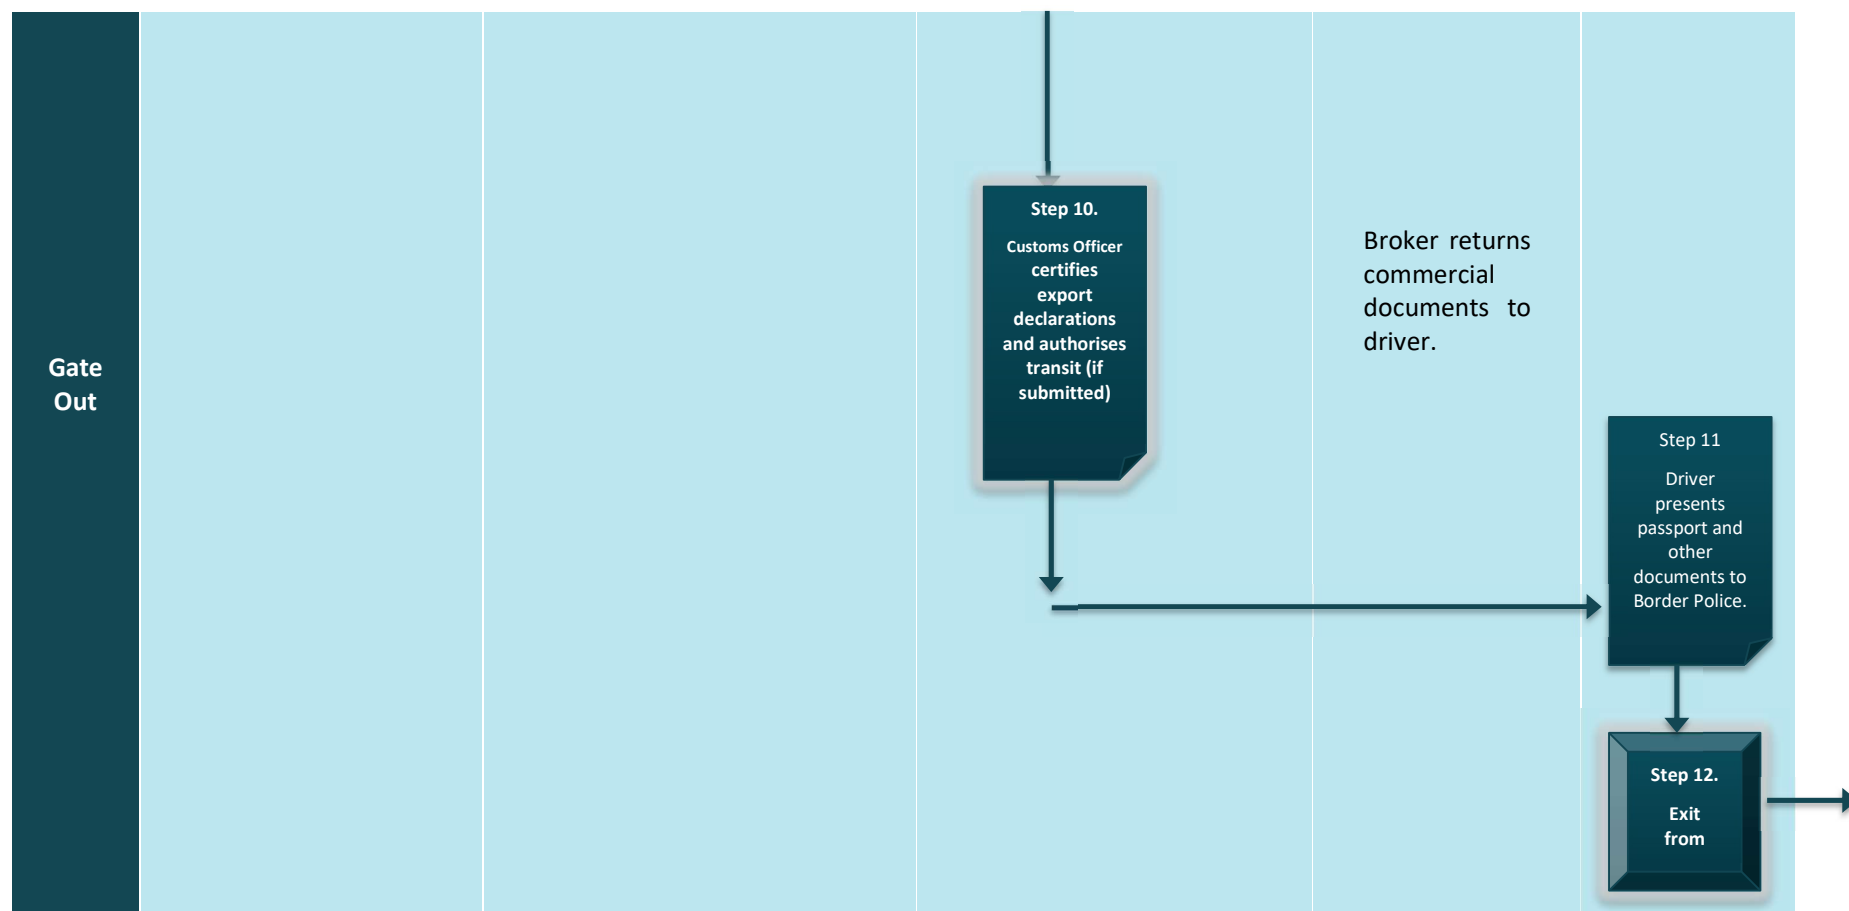 Gate
Out
Step 10.
Customs Officer
certifies
export
declarations
and authorises
transit (if
submitted)
Broker returns
commercial
documents to
driver.
Step 11
Driver
presents
passport and
other
documents to
Border Police.
Step 12.
Exit
from